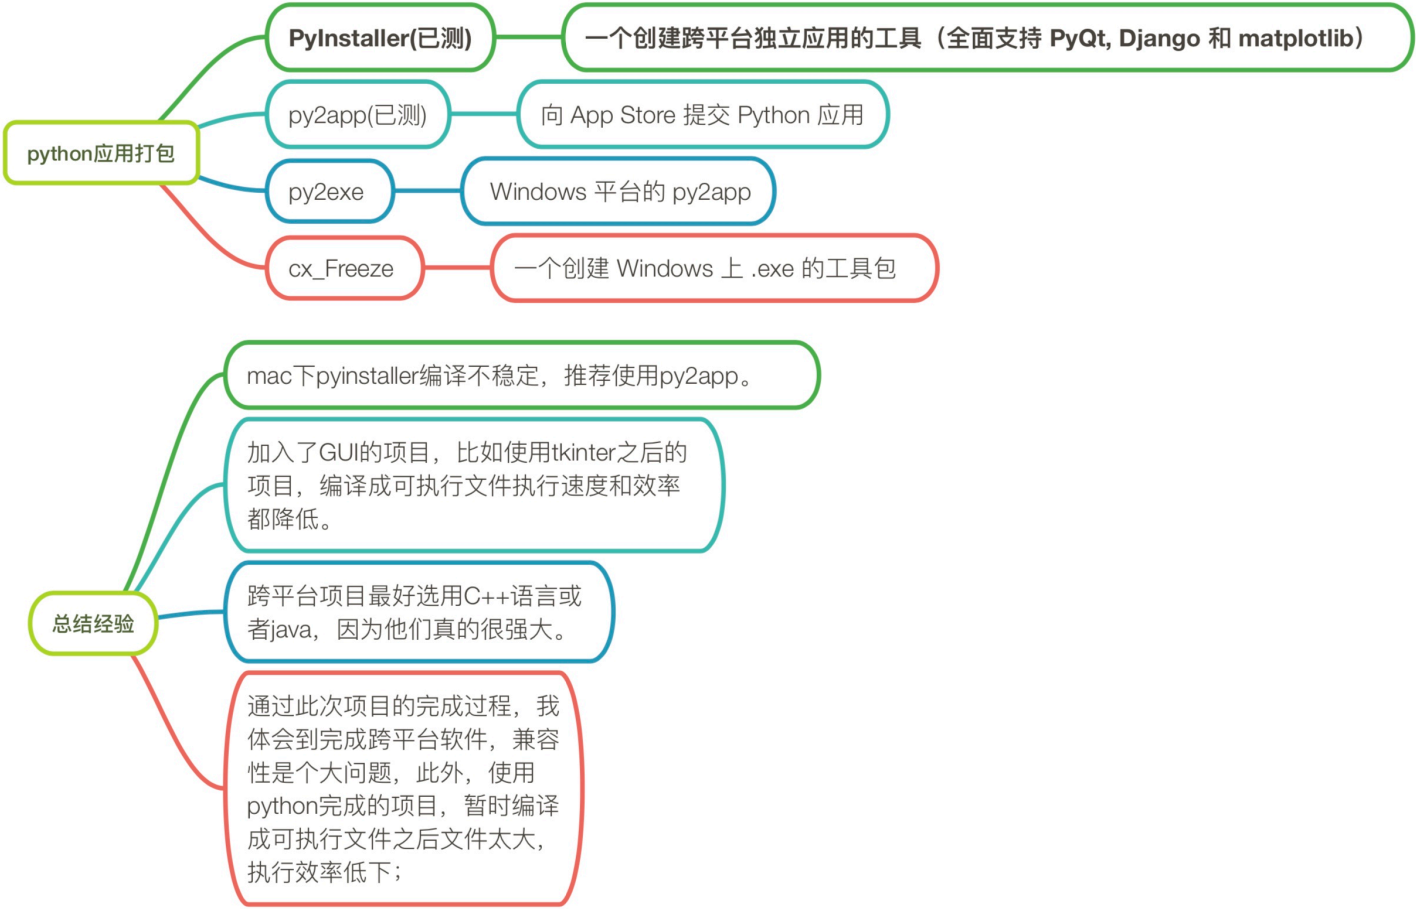 PyInstaller(已测)
一个创建跨平台独立应用的工具（全面支持 PyQt, Django 和 matplotlib）
py2app(已测)
向 App Store 提交 Python 应用
python应用打包
py2exe
Windows 平台的 py2app
cx_Freeze
一个创建 Windows 上 .exe 的工具包
mac下pyinstaller编译不稳定，推荐使用py2app。
加入了GUI的项目，比如使用tkinter之后的
项目，编译成可执行文件执行速度和效率
都降低。
跨平台项目最好选用C++语言或
者java，因为他们真的很强大。
总结经验
通过此次项目的完成过程，我
体会到完成跨平台软件，兼容
性是个大问题，此外，使用
python完成的项目，暂时编译
成可执行文件之后文件太大，
执行效率低下；